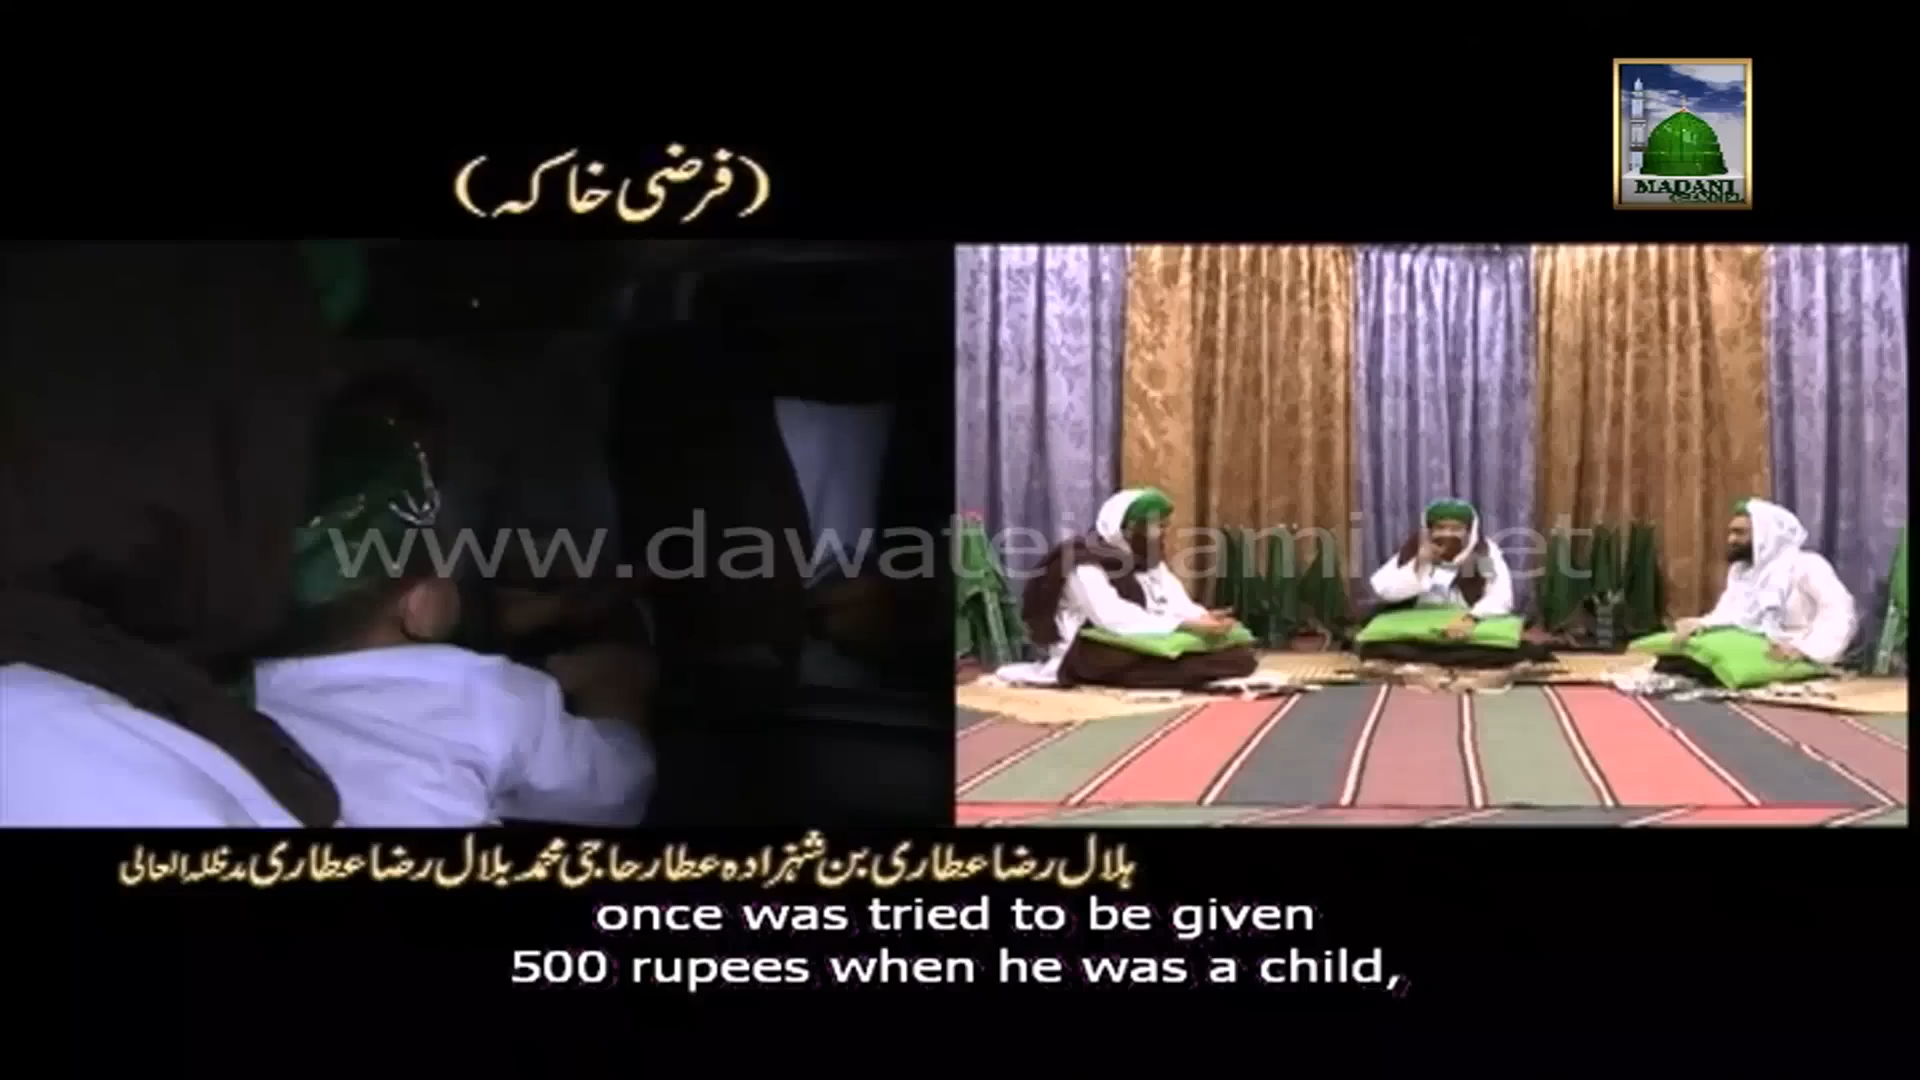 (فرضی خاکہ)
MADANI
CHANNEL
www.dawateislami.net
ہلال رضا عطاری بن شہزادہ عطار حاجی محمد بلال رضا عطاری مدظلہ العالی
once was tried to be given
500 rupees when he was a child,